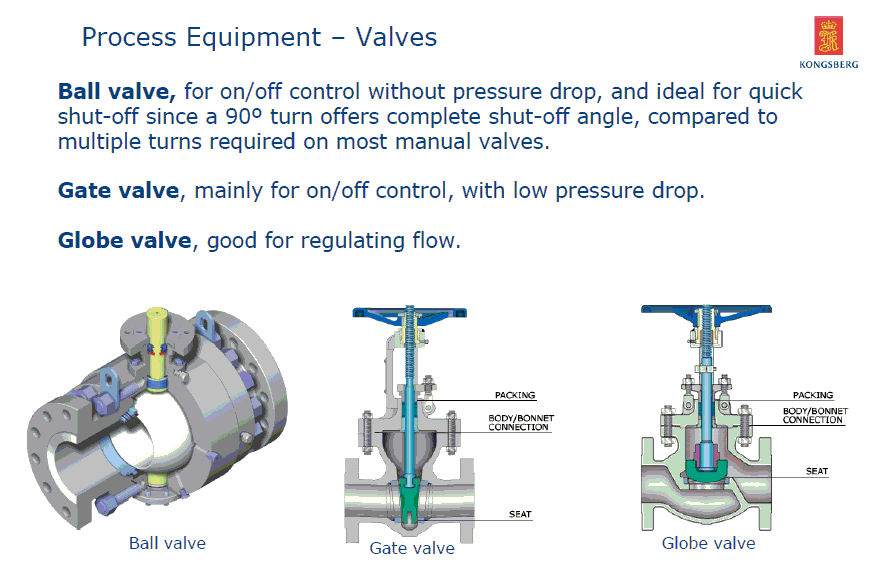 Process Equipment – Valves
KONGSBERG
Ball valve, for on/off control without pressure drop, and ideal for quick
shut-off since a 90º turn offers complete shut-off angle, compared to
multiple turns required on most manual valves.
Gate valve, mainly for on/off control, with low pressure drop.
Globe valve, good for regulating flow.
PACKING
BODY/BONNET
CONNECTION
SEAT
PACKING
BODY/BONNET
CONNECTION
SEAT
Ball valve
Gate valve
Globe valve